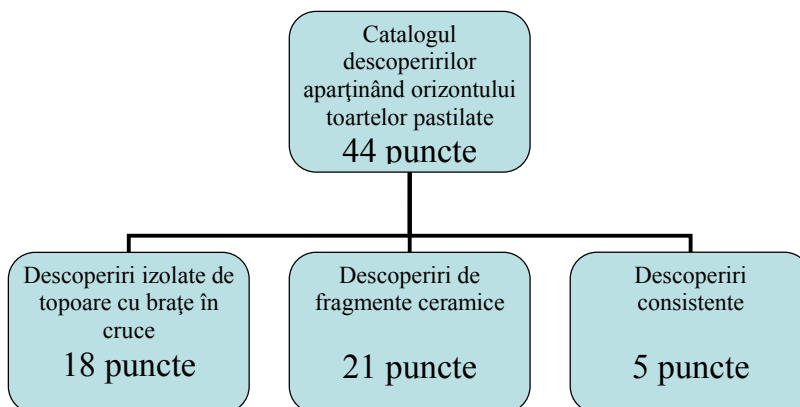 Catalogul
descoperirilor
aparţinând orizontului
toartelor pastilate
44 puncte
Descoperiri izolate de
topoare cu braţe în
cruce
18 puncte
Descoperiri de
fragmente ceramice
21 puncte
Descoperiri
consistente
5 puncte